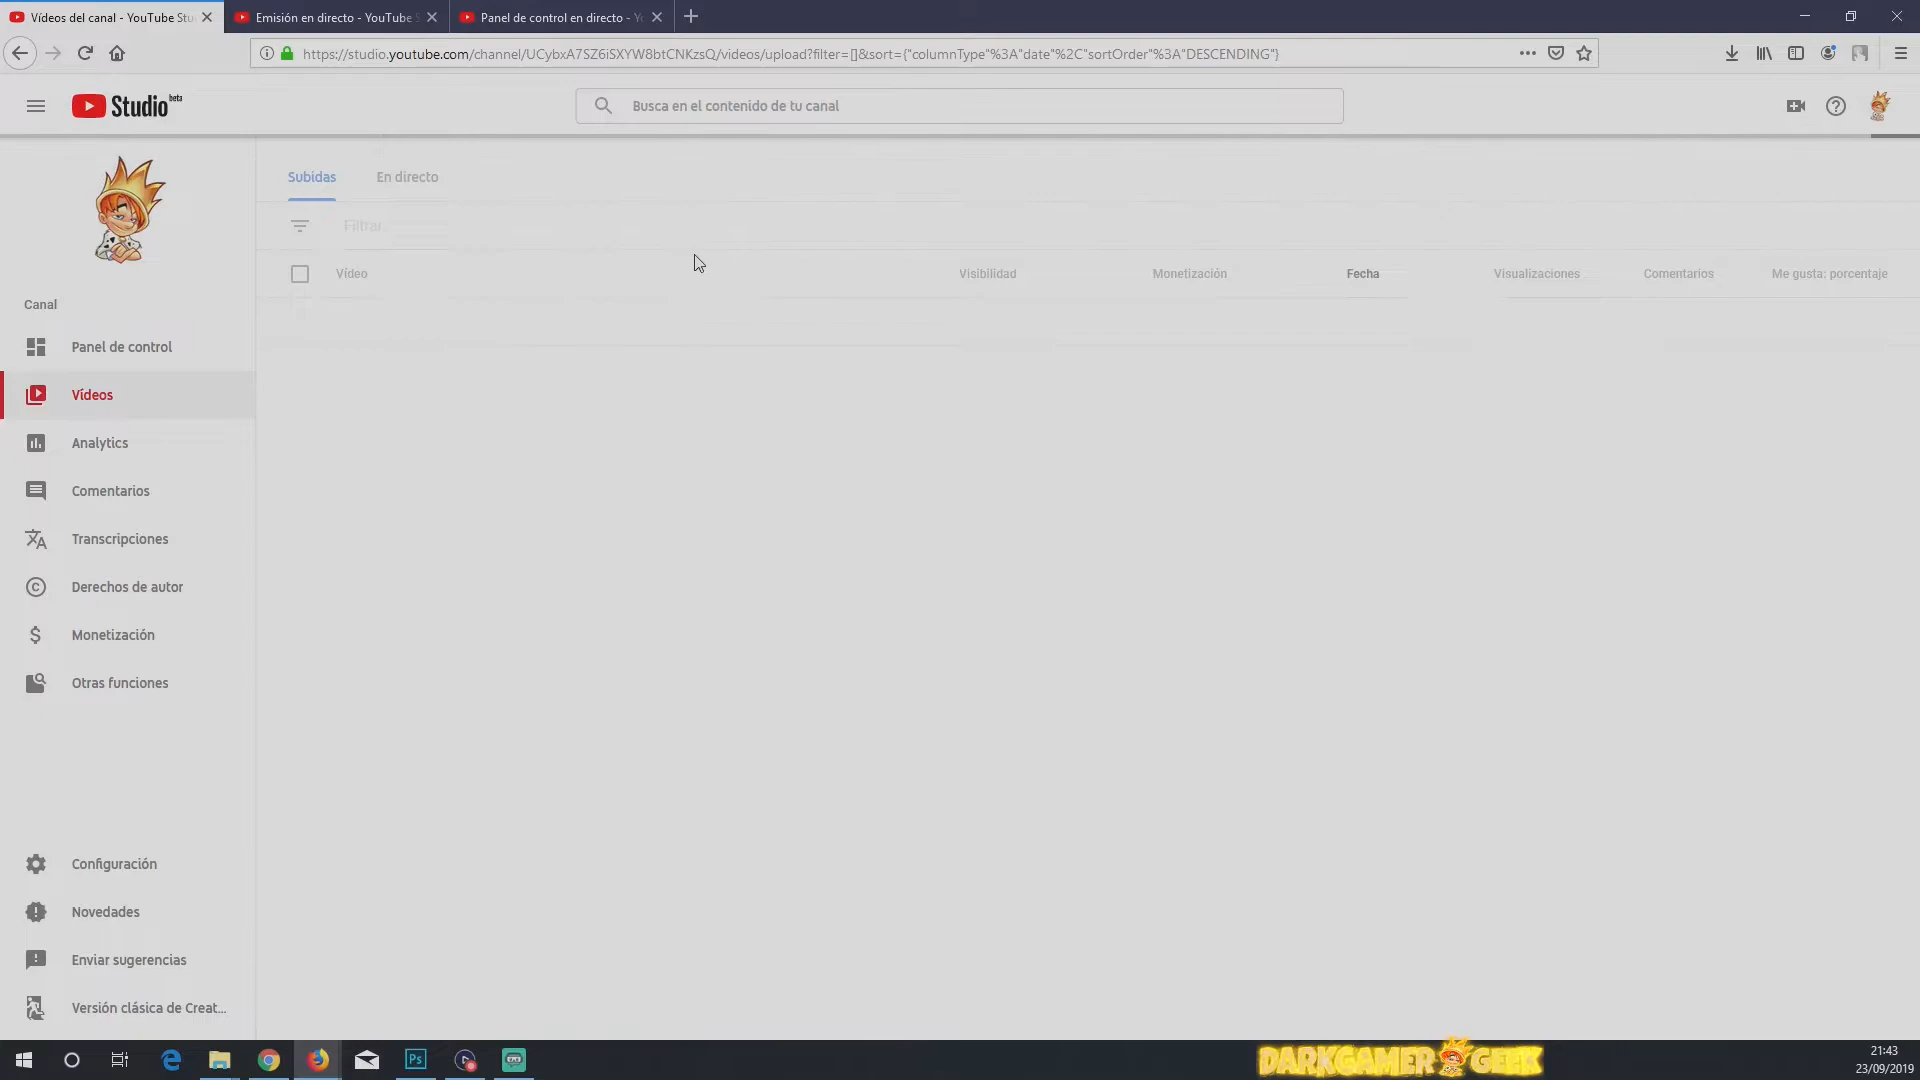 Vídeos del canal - YouTube Stu
Emisión en directo - YouTube S
Panel de control en directo - Yo
https://studio.youtube.com/channel/UCybxA7SZ6iSXYW8btCNKzsQ/videos/upload?filter=[]&sort={"columnType"%3A"date"%2C"sortOrder"%3A"DESCENDING"}
Studio beta
Busca en el contenido de tu canal
Subidas
En directo
Filtrar
Vídeo
Visibilidad
Monetización
Fecha
Visualizaciones
Comentarios
Me gusta: porcentaje
Canal
Panel de control
Vídeos
Analytics
Comentarios
Transcripciones
Derechos de autor
Monetización
Otras funciones
Configuración
Novedades
Enviar sugerencias
Versión clásica de Creat...
Ps
DARKGAMER GEEK
21:43
23/09/2019